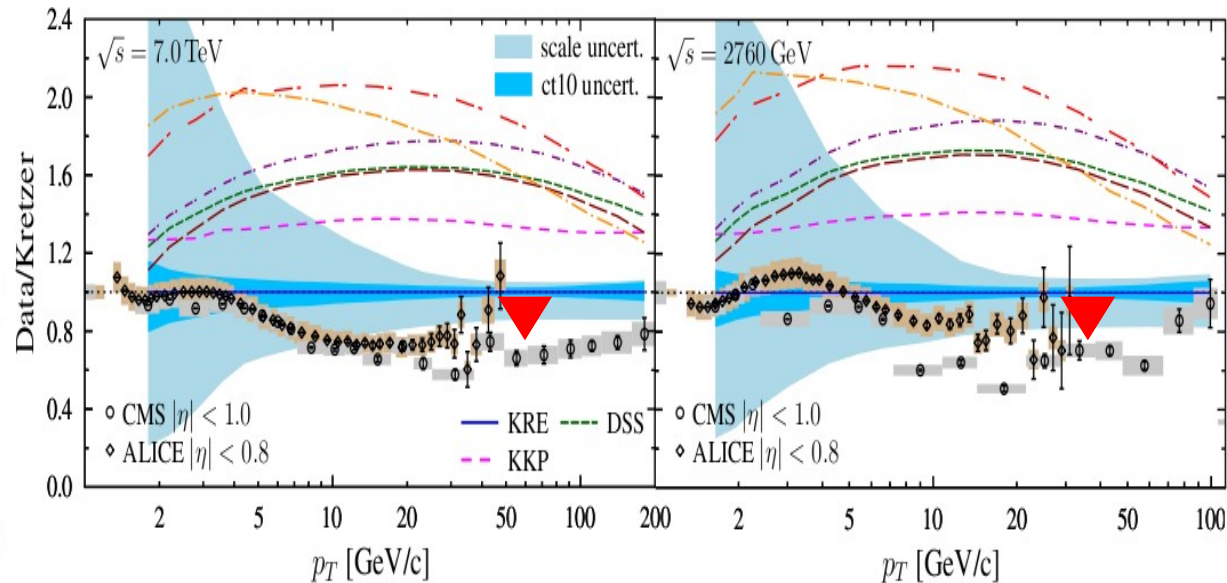 Data/Kretzer
2.4
2.0
1.6
1.2
0.8
0.4
0.0
√s = 7.0 TeV
scale uncert.
ct10 uncert.
CMS |η| < 1.0
ALICE |η| < 0.8
KRE
DSS
KKP
2 5 10 20 50 100 200
p_T [GeV/c]
√s = 2760 GeV
CMS |η| < 1.0
ALICE |η| < 0.8
2 5 10 20 50 100
p_T [GeV/c]